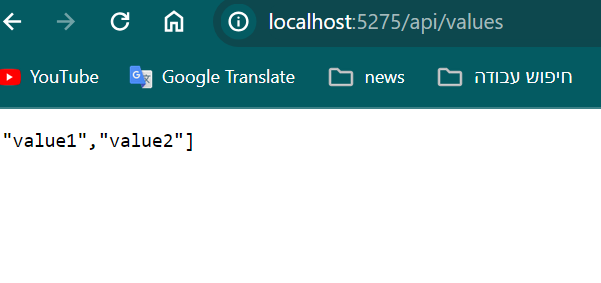 localhost:5275/api/values
YouTube Google Translate news חיפוש עבודה
"value1","value2"]